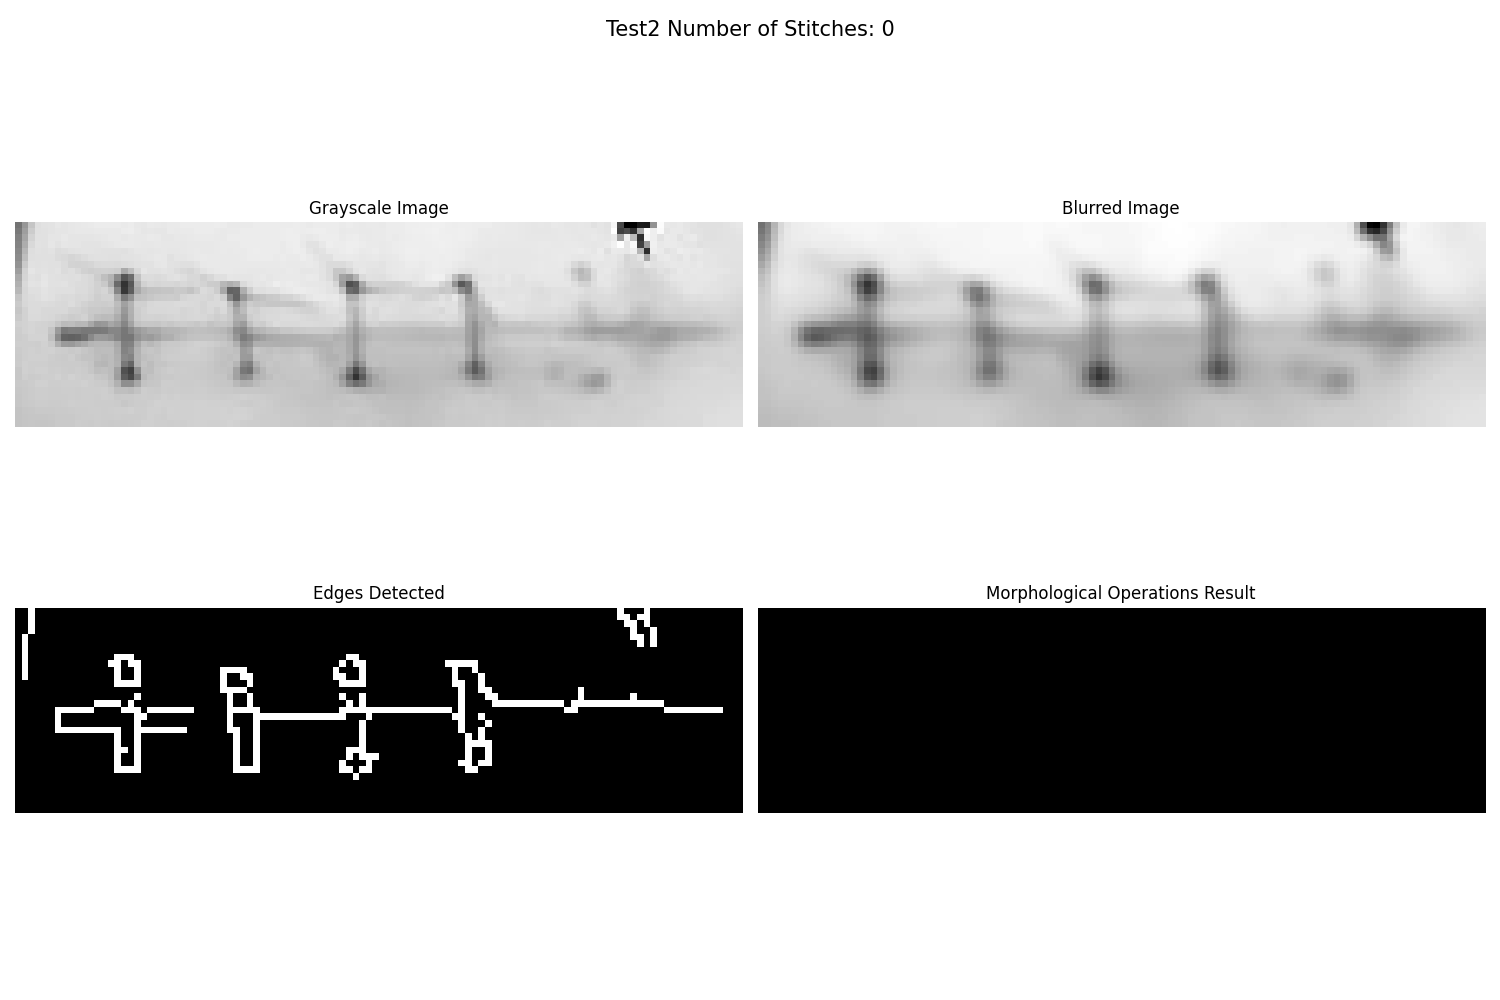 Test2 Number of Stitches: 0
Grayscale Image
Blurred Image
Edges Detected
Morphological Operations Result